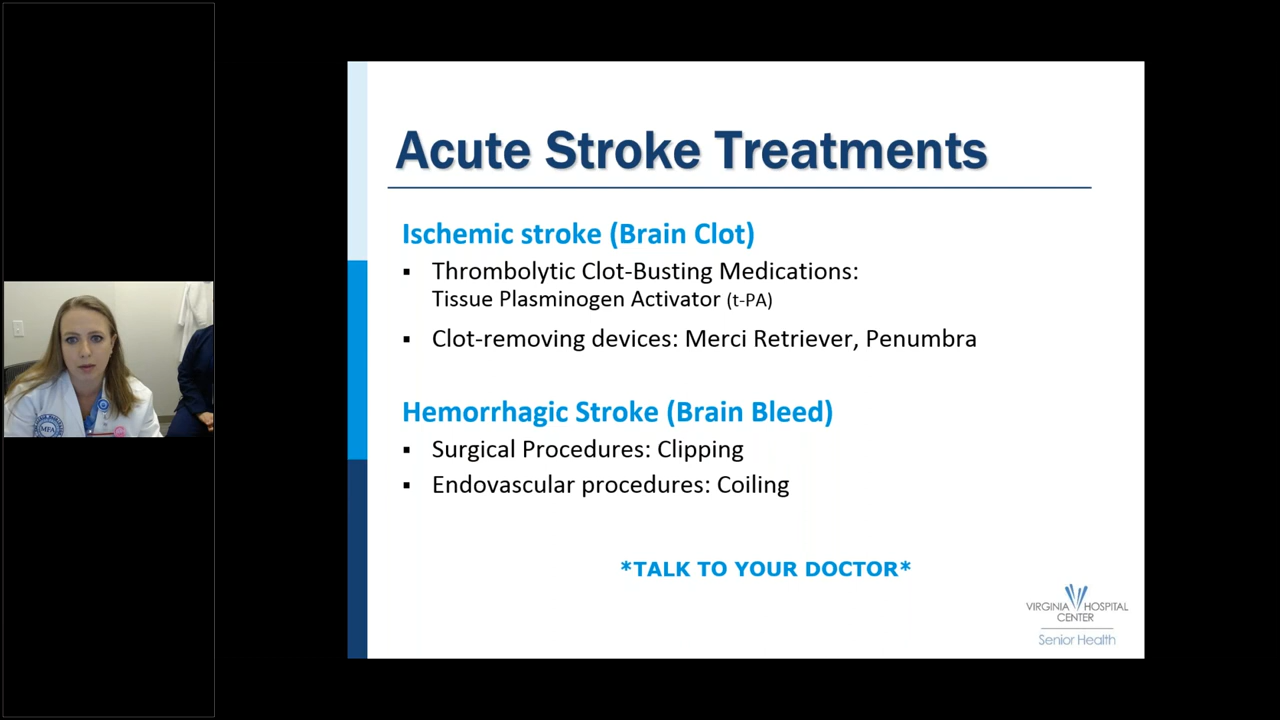 Acute Stroke Treatments
Ischemic stroke (Brain Clot)
▪ Thrombolytic Clot-Busting Medications:
Tissue Plasminogen Activator (t-PA)
▪ Clot-removing devices: Merci Retriever, Penumbra
Hemorrhagic Stroke (Brain Bleed)
▪ Surgical Procedures: Clipping
▪ Endovascular procedures: Coiling
*TALK TO YOUR DOCTOR*
VIRGINIA HOSPITAL
CENTER
Senior Health
MFA